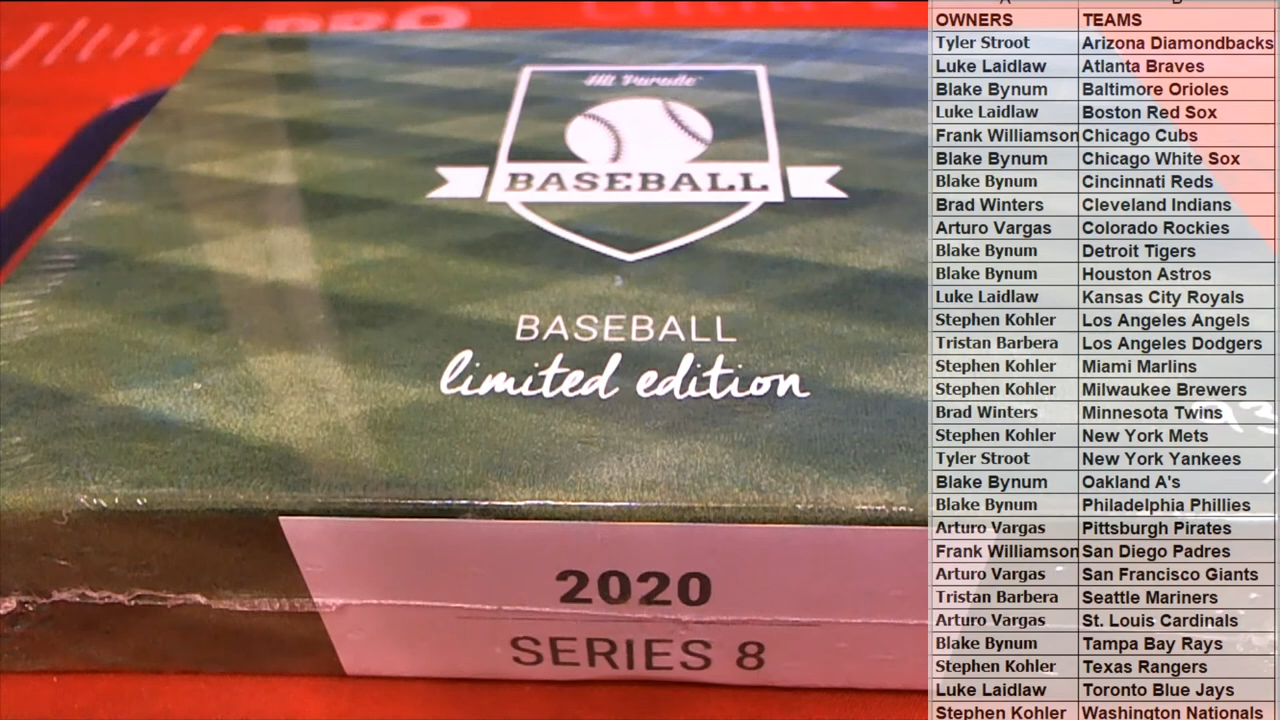 Ultra PRO
Hit Parade
BASEBALL
BASEBALL
limited edition
2020
SERIES 8
OWNERS TEAMS
Tyler Stroot Arizona Diamondbacks
Luke Laidlaw Atlanta Braves
Blake Bynum Baltimore Orioles
Luke Laidlaw Boston Red Sox
Frank Williamson Chicago Cubs
Blake Bynum Chicago White Sox
Blake Bynum Cincinnati Reds
Brad Winters Cleveland Indians
Arturo Vargas Colorado Rockies
Blake Bynum Detroit Tigers
Blake Bynum Houston Astros
Luke Laidlaw Kansas City Royals
Stephen Kohler Los Angeles Angels
Tristan Barbera Los Angeles Dodgers
Stephen Kohler Miami Marlins
Stephen Kohler Milwaukee Brewers
Brad Winters Minnesota Twins
Stephen Kohler New York Mets
Tyler Stroot New York Yankees
Blake Bynum Oakland A's
Blake Bynum Philadelphia Phillies
Arturo Vargas Pittsburgh Pirates
Frank Williamson San Diego Padres
Arturo Vargas San Francisco Giants
Tristan Barbera Seattle Mariners
Arturo Vargas St. Louis Cardinals
Blake Bynum Tampa Bay Rays
Stephen Kohler Texas Rangers
Luke Laidlaw Toronto Blue Jays
Stephen Kohler Washington Nationals